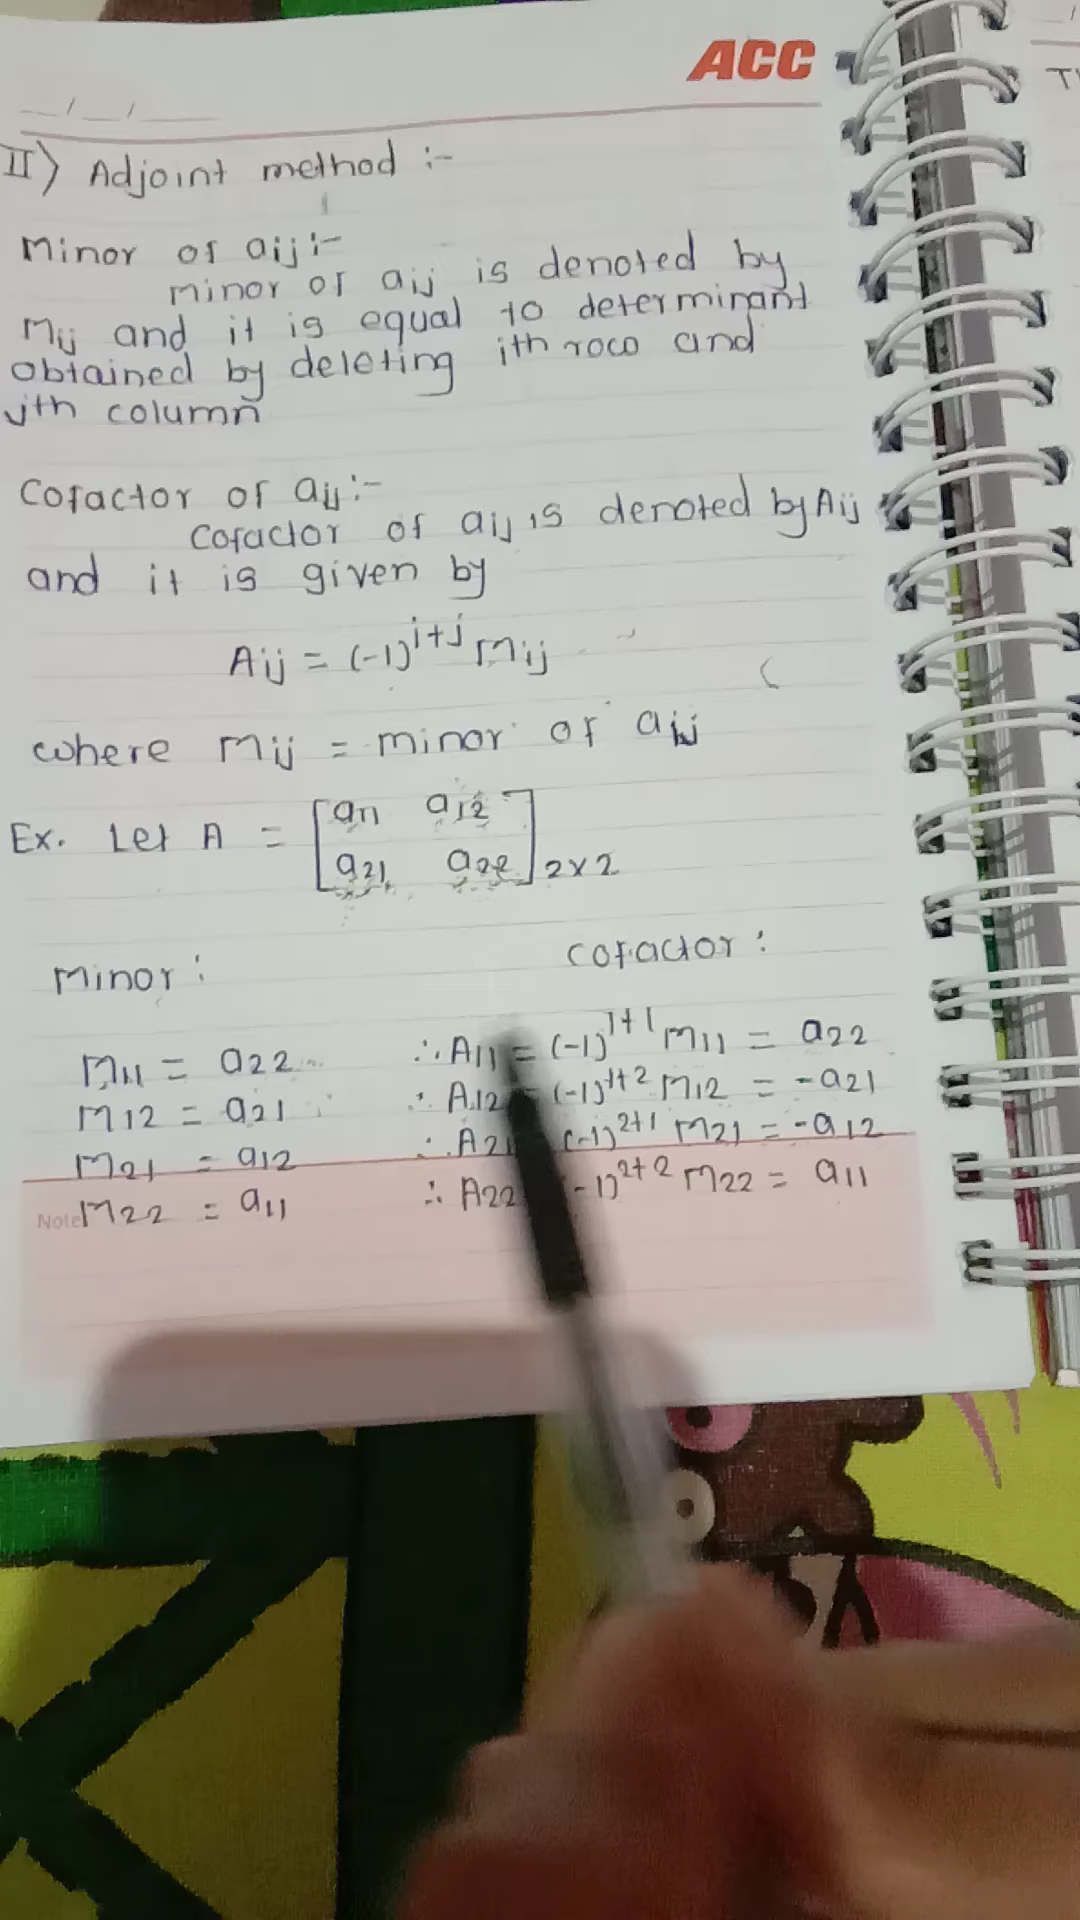 ACC
II) Adjoint method :-
Minor of aij :-
minor of aij is denoted by
Mij and it is equal to determinant
obtained by deleting ith row and
jth column
Cofactor of aij :-
Cofactor of aij is denoted by Aij
and it is given by
Aij = (-1)^i+j Mij
where Mij = minor of aij
Ex. Let A = [a11 a12
a21 a22] 2x2
Minor : Cofactor :
M11 = a22 ∴ A11 = (-1)^1+1 M11 = a22
M12 = a21 ∴ A12 = (-1)^1+2 M12 = -a21
M21 = a12 ∴ A21 (-1)^2+1 M21 = -a12
Note M22 = a11 ∴ A22 (-1)^2+2 M22 = a11